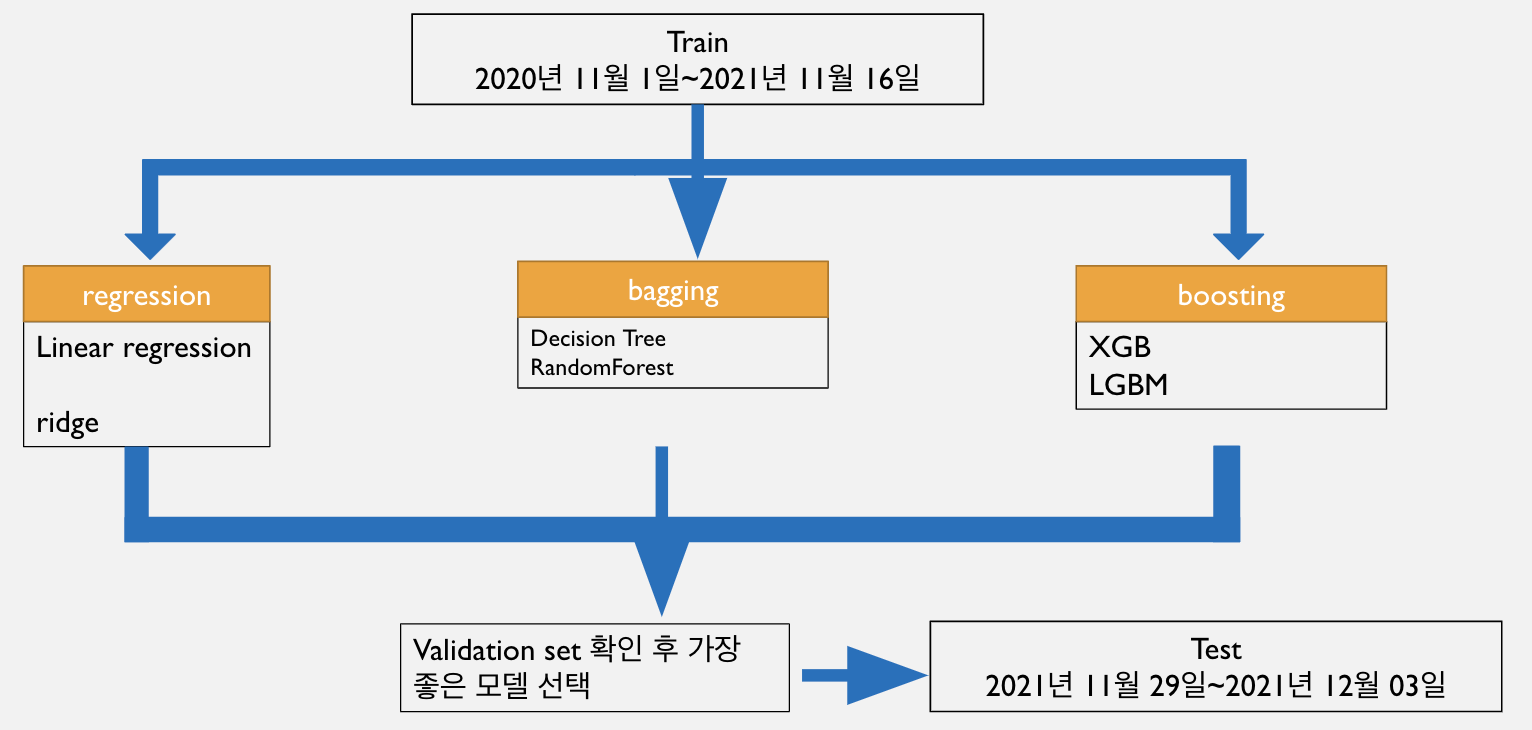 Train
2020년 11월 1일~2021년 11월 16일
regression
Linear regression
ridge
bagging
Decision Tree
RandomForest
boosting
XGB
LGBM
Validation set 확인 후 가장
좋은 모델 선택
Test
2021년 11월 29일~2021년 12월 03일